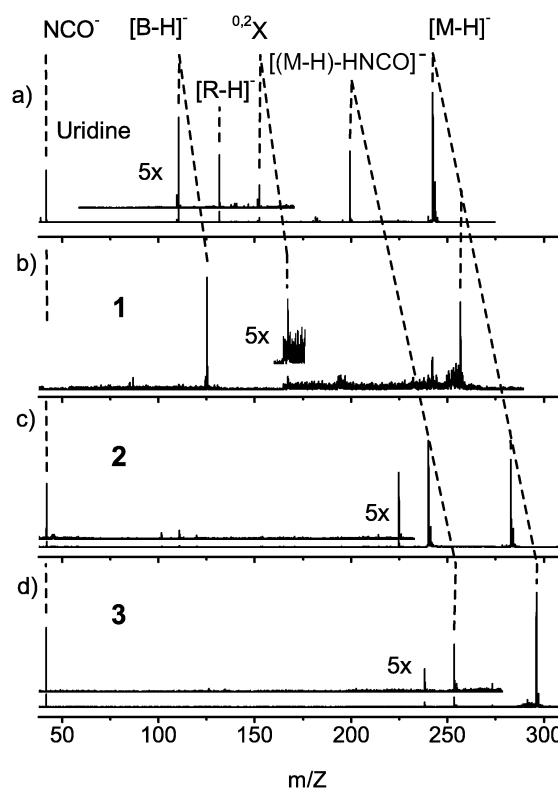 NCO⁻ [B-H]⁻ ⁰,²X [M-H]⁻
[R-H]⁻ [(M-H)-HNCO]⁻
a)
Uridine
5x
b)
1
5x
c)
2
5x
d)
3
5x
50 100 150 200 250 300
m/Z